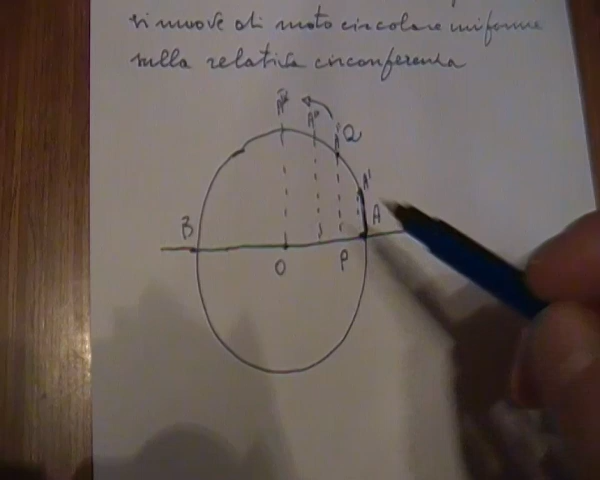 si muove di moto circolare uniforme
sulla relativa circonferenza
A''' A'' A' Q
A'
B A
O P